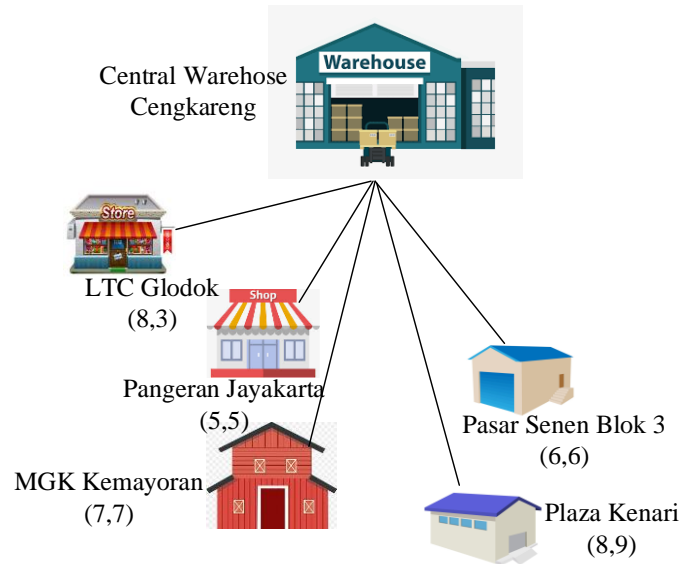 Central Warehose
Cengkareng
Warehouse
Store
LTC Glodok
(8,3)
Shop
Pangeran Jayakarta
(5,5)
Pasar Senen Blok 3
(6,6)
MGK Kemayoran
(7,7)
Plaza Kenari
(8,9)